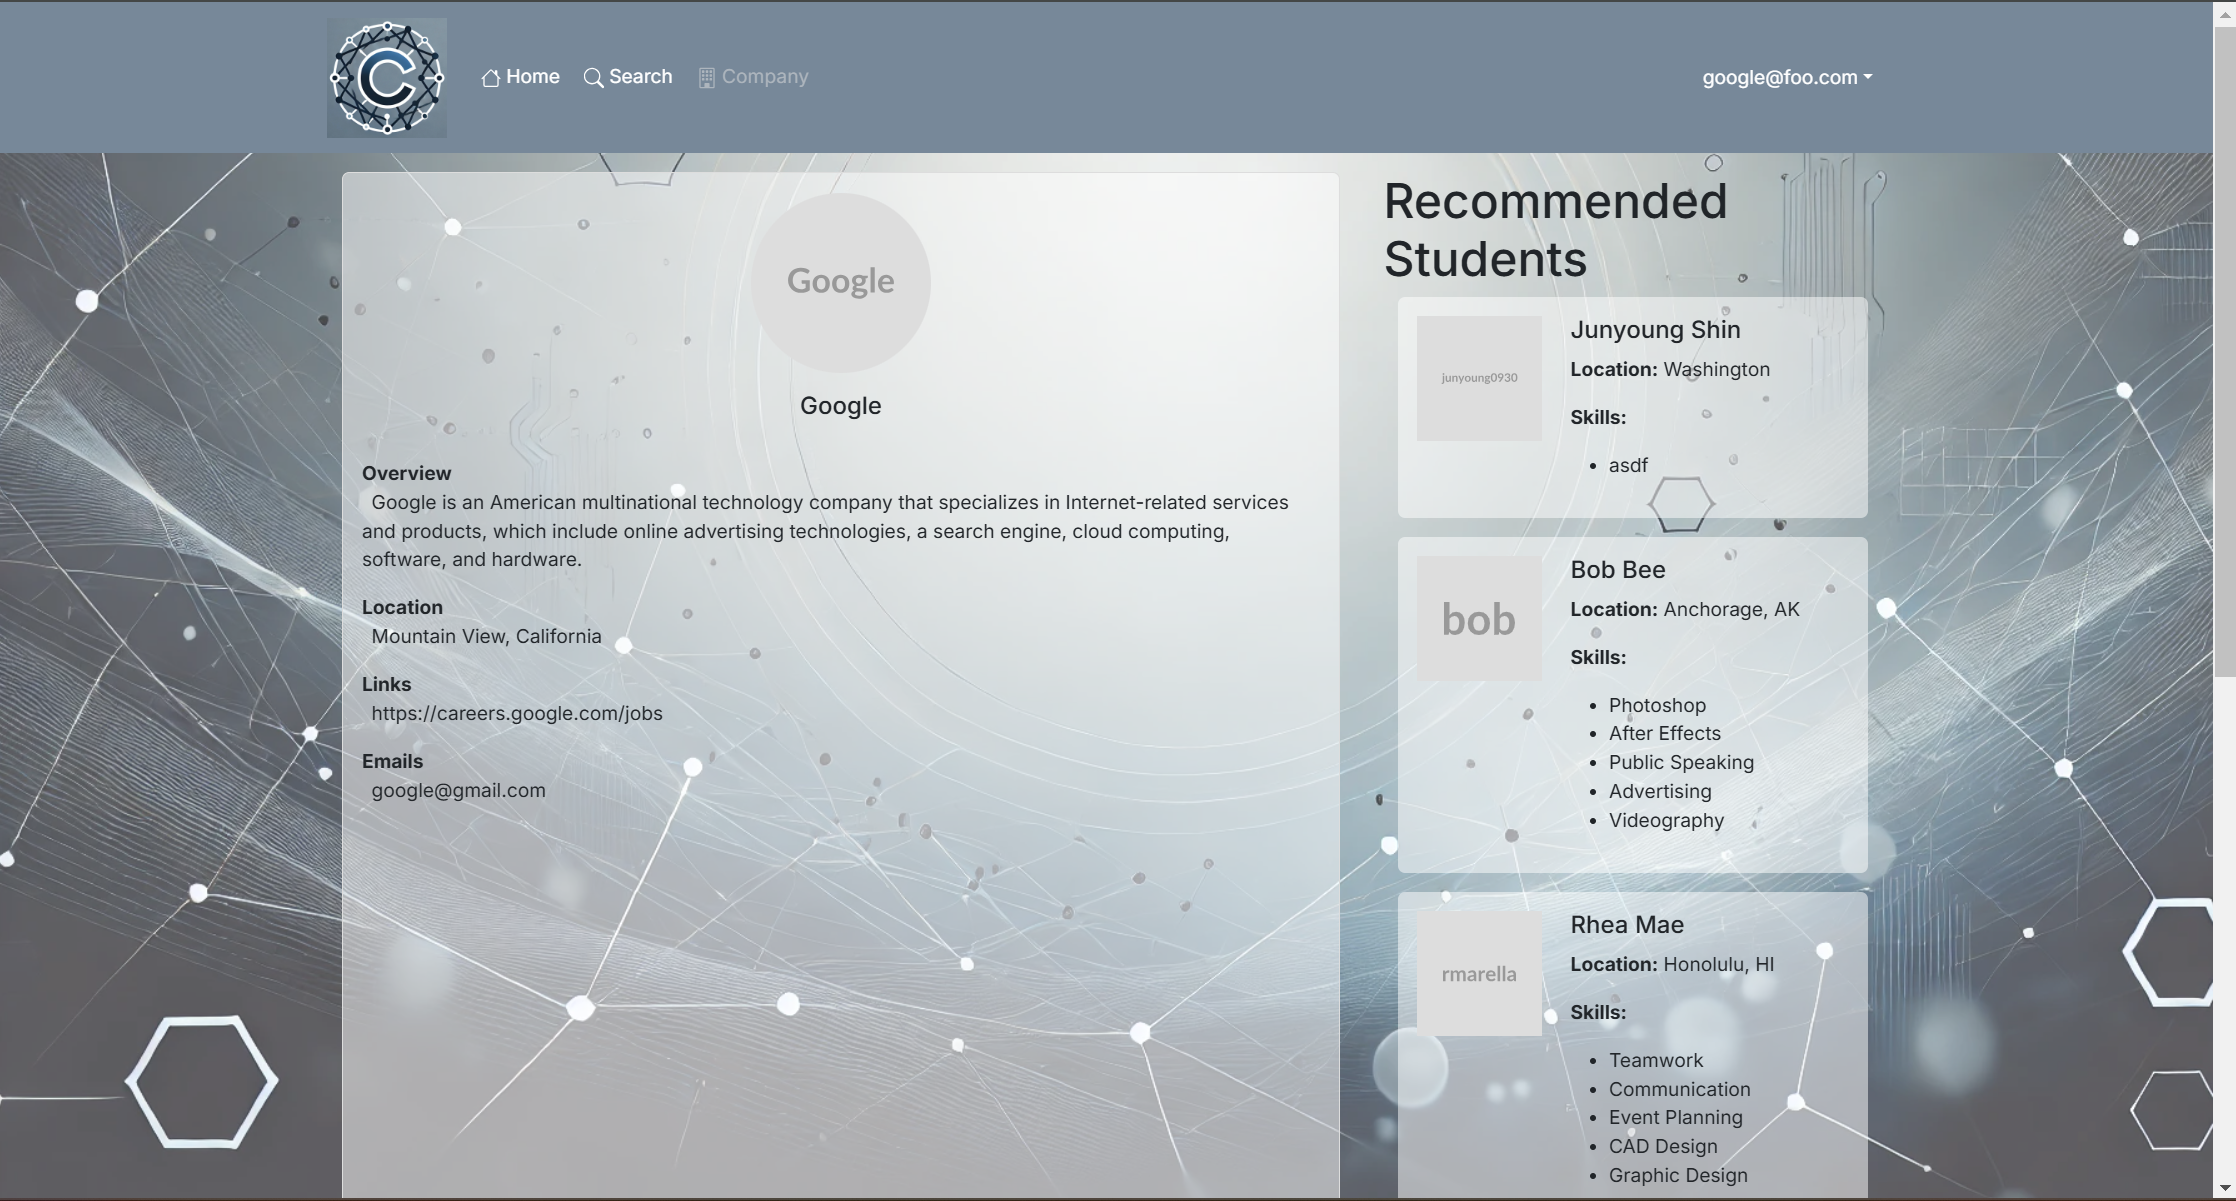 C
Home
Search
Company
google@foo.com
Google
Google
Overview
Google is an American multinational technology company that specializes in Internet-related services
and products, which include online advertising technologies, a search engine, cloud computing,
software, and hardware.
Location
Mountain View, California
Links
https://careers.google.com/jobs
Emails
google@gmail.com
Recommended
Students
junyoung0930
Junyoung Shin
Location: Washington
Skills:
• asdf
bob
Bob Bee
Location: Anchorage, AK
Skills:
• Photoshop
• After Effects
• Public Speaking
• Advertising
• Videography
rmarella
Rhea Mae
Location: Honolulu, HI
Skills:
• Teamwork
• Communication
• Event Planning
• CAD Design
• Graphic Design